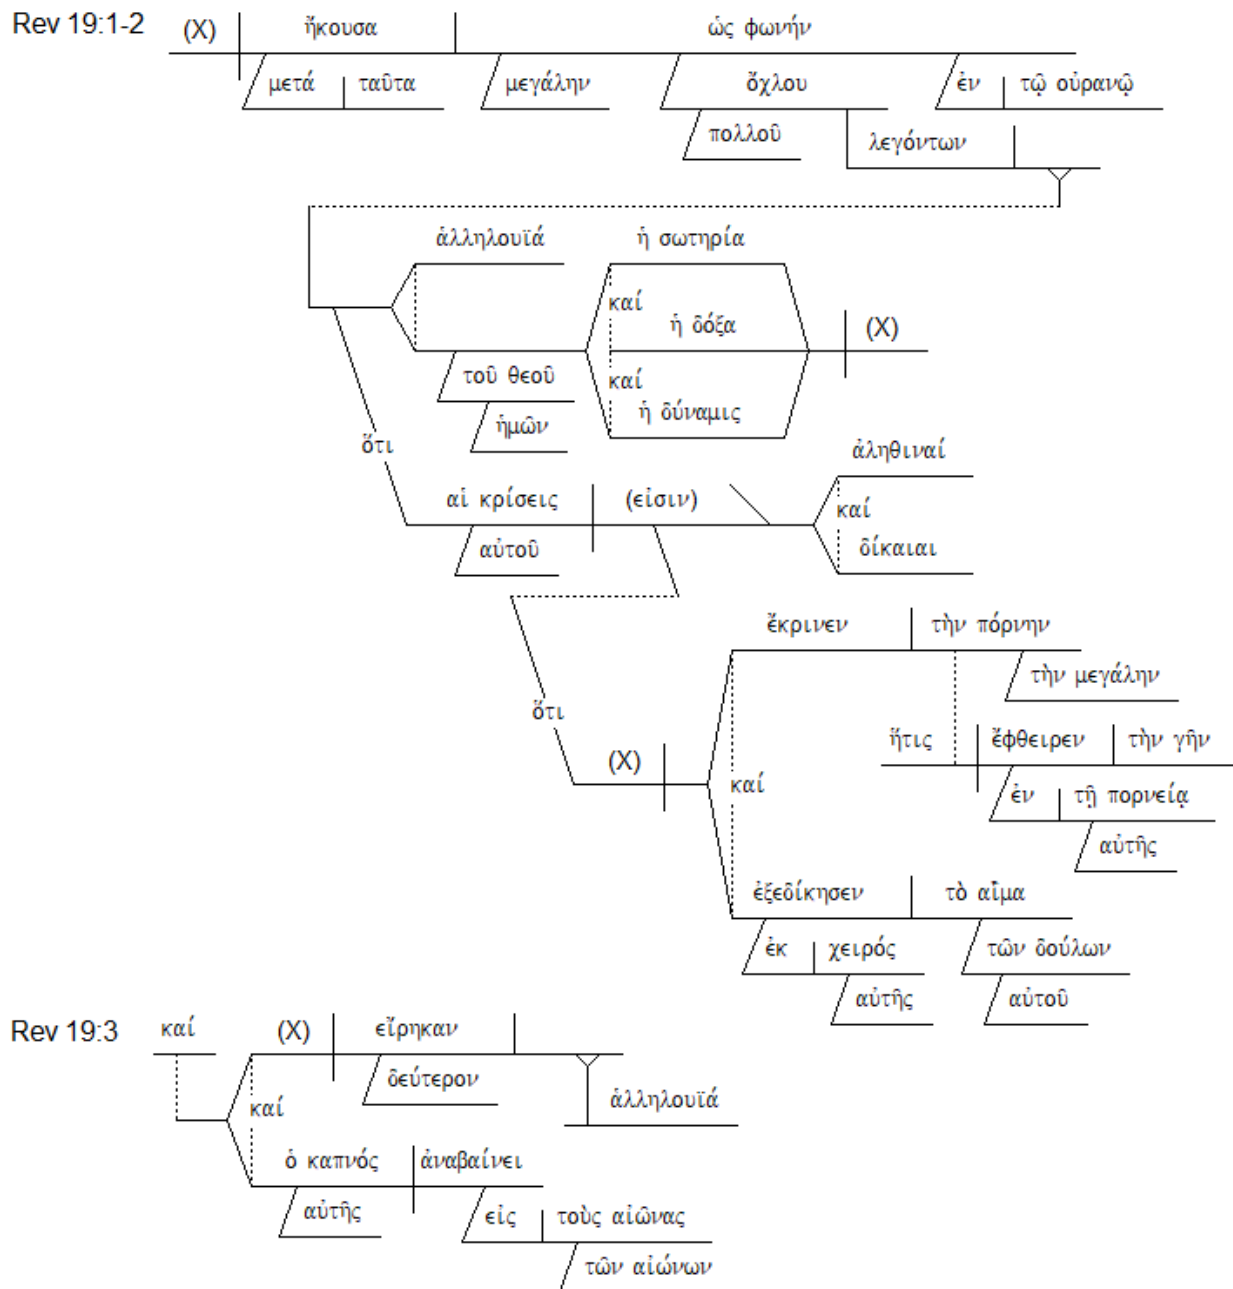 Rev 19:1-2 (X) ἤκουσα ὡς φωνήν
μετά ταῦτα μεγάλην ὄχλου ἐν τῷ οὐρανῷ
πολλοῦ λεγόντων
ἁλληλουϊά ἡ σωτηρία
καί
ἡ δόξα (X)
τοῦ θεοῦ καί
ἡμῶν ἡ δύναμις
ὅτι
ἀληθιναί
αἱ κρίσεις (εἰσιν) καί
αὐτοῦ δίκαιαι
ἔκρινεν τὴν πόρνην
τὴν μεγάλην
ὅτι
ἥτις ἔφθειρεν τὴν γῆν
(X) καί ἐν τῇ πορνείᾳ
αὐτῆς
ἐξεδίκησεν τὸ αἷμα
ἐκ χειρός τῶν δούλων
αὐτῆς αὐτοῦ
Rev 19:3 καί (X) εἴρηκαν
δεύτερον
καί ἁλληλουϊά
ὁ καπνός ἀναβαίνει
αὐτῆς εἰς τοὺς αἰῶνας
τῶν αἰώνων